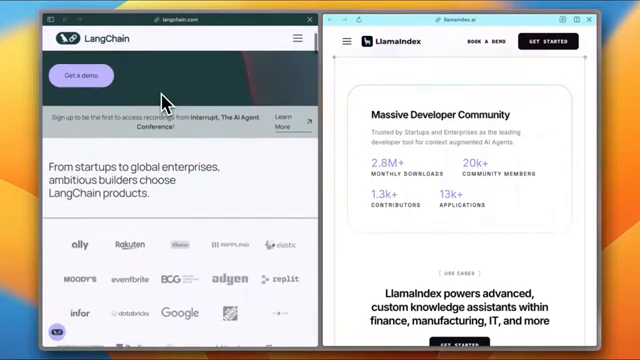 langchain.com
LangChain
Get a demo
Sign up to be the first to access recordings from Interrupt, The AI Agent
Conference!
Learn
More
From startups to global enterprises,
ambitious builders choose
LangChain products.
ally
Rakuten
Klarna
RIPPLING
elastic
MOODY'S
eventbrite
BCG
adyen
replit
infor
databricks
Google
llamaindex.ai
LlamaIndex
BOOK A DEMO
GET STARTED
Massive Developer Community
Trusted by Startups and Enterprises as the leading
developer tool for context augmented AI Agents.
2.8M+
20k+
MONTHLY DOWNLOADS
COMMUNITY MEMBERS
1.3k+
13k+
CONTRIBUTORS
APPLICATIONS
USE CASES
LlamaIndex powers advanced,
custom knowledge assistants within
finance, manufacturing, IT, and more
GET STARTED